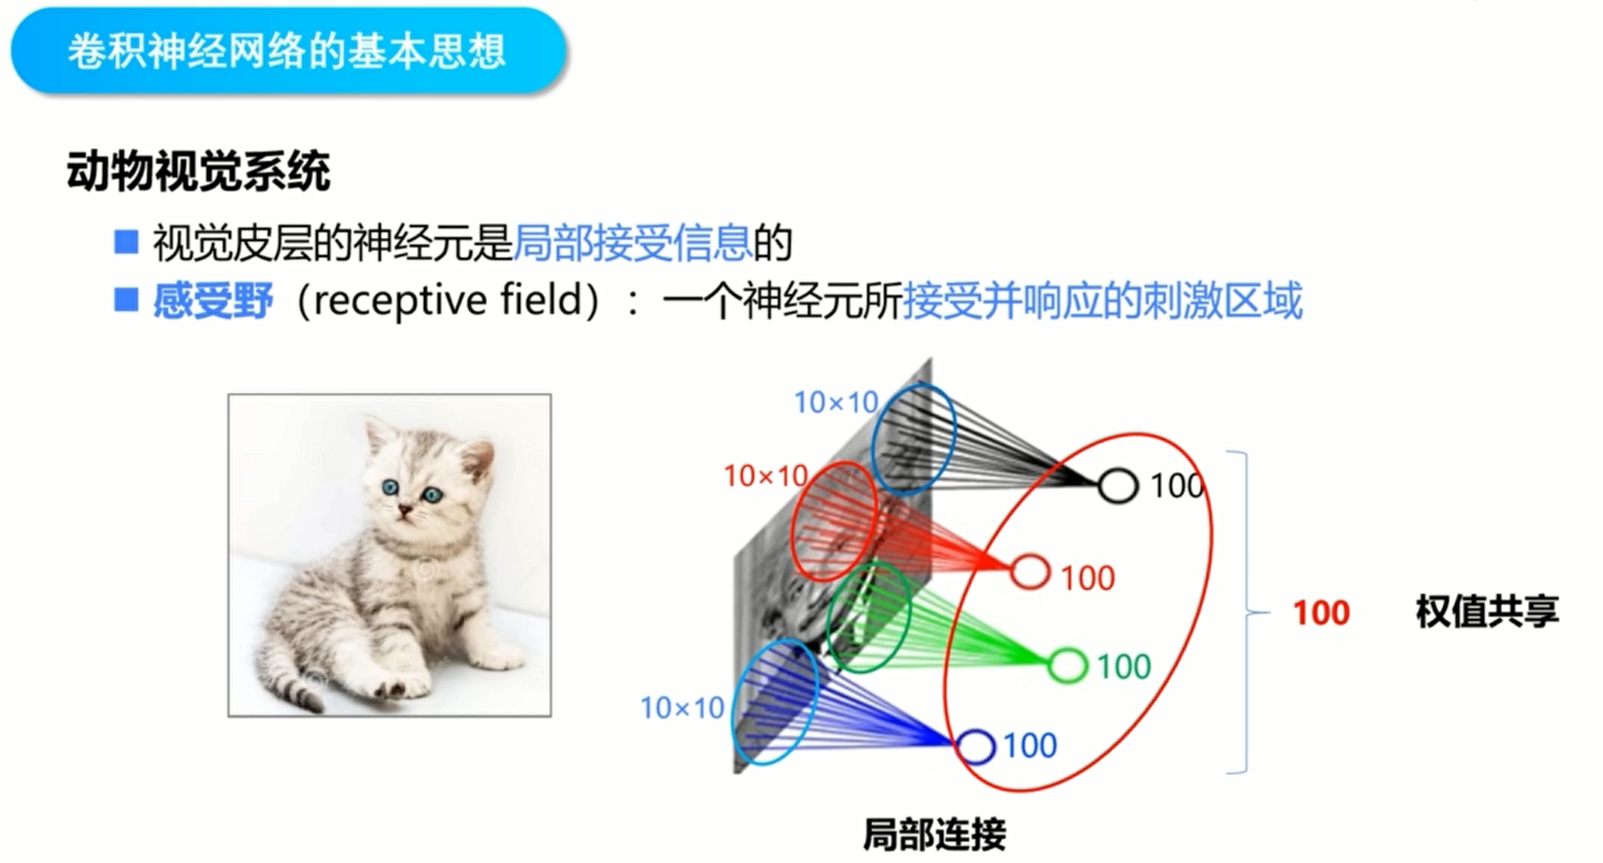 卷积神经网络的基本思想
动物视觉系统
视觉皮层的神经元是局部接受信息的
感受野（receptive field）：一个神经元所接受并响应的刺激区域
10×10
10×10
10×10
100
100
100
100
100
权值共享
局部连接